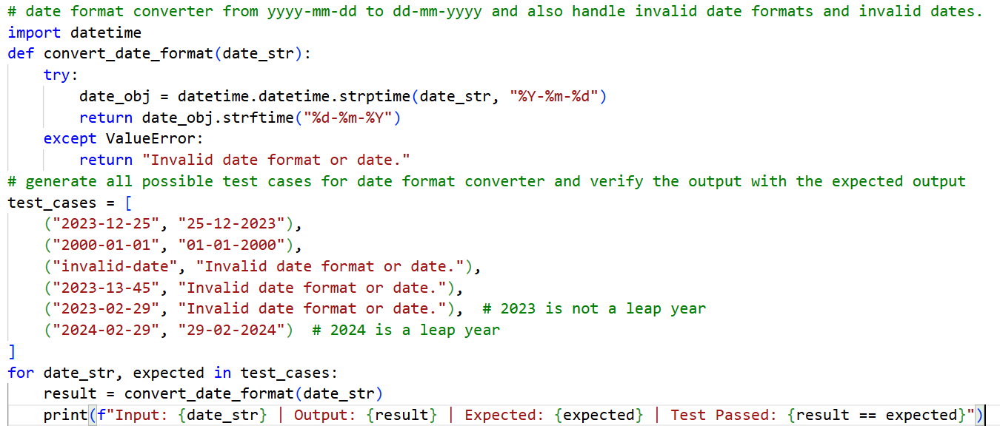 # date format converter from yyyy-mm-dd to dd-mm-yyyy and also handle invalid date formats and invalid dates.
import datetime
def convert_date_format(date_str):
    try:
        date_obj = datetime.datetime.strptime(date_str, "%Y-%m-%d")
        return date_obj.strftime("%d-%m-%Y")
    except ValueError:
        return "Invalid date format or date."
# generate all possible test cases for date format converter and verify the output with the expected output
test_cases = [
    ("2023-12-25", "25-12-2023"),
    ("2000-01-01", "01-01-2000"),
    ("invalid-date", "Invalid date format or date."),
    ("2023-13-45", "Invalid date format or date."),
    ("2023-02-29", "Invalid date format or date."),  # 2023 is not a leap year
    ("2024-02-29", "29-02-2024")  # 2024 is a leap year
]
for date_str, expected in test_cases:
    result = convert_date_format(date_str)
    print(f"Input: {date_str} | Output: {result} | Expected: {expected} | Test Passed: {result == expected}")